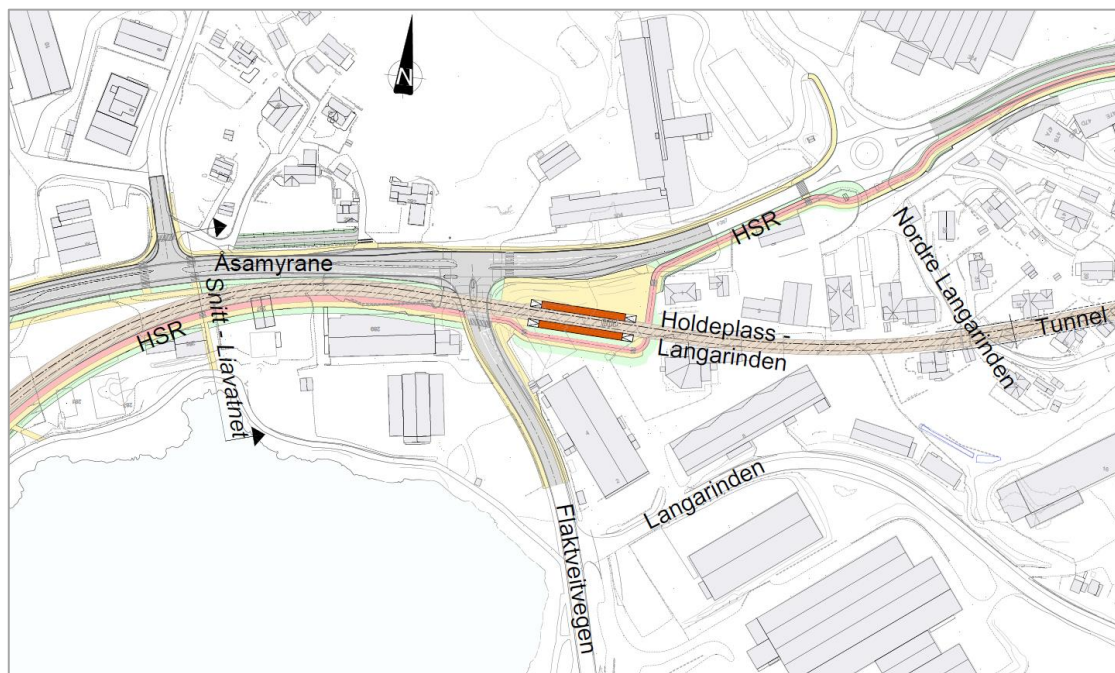 N
HSR
Åsamyrane
HSR
Snitt - Liavatnet
Nordre Langarinden
Holdeplass -
Langarinden
Tunnel
Langarinden
Flaktveitvegen